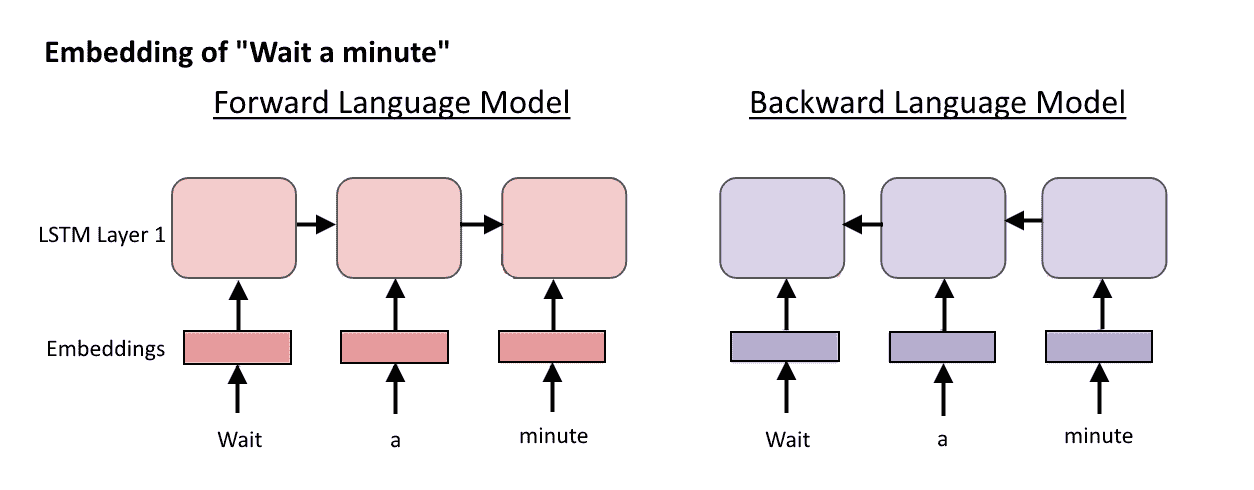 Embedding of "Wait a minute"
Forward Language Model
Backward Language Model
LSTM Layer 1
Embeddings
Wait a minute
Wait a minute